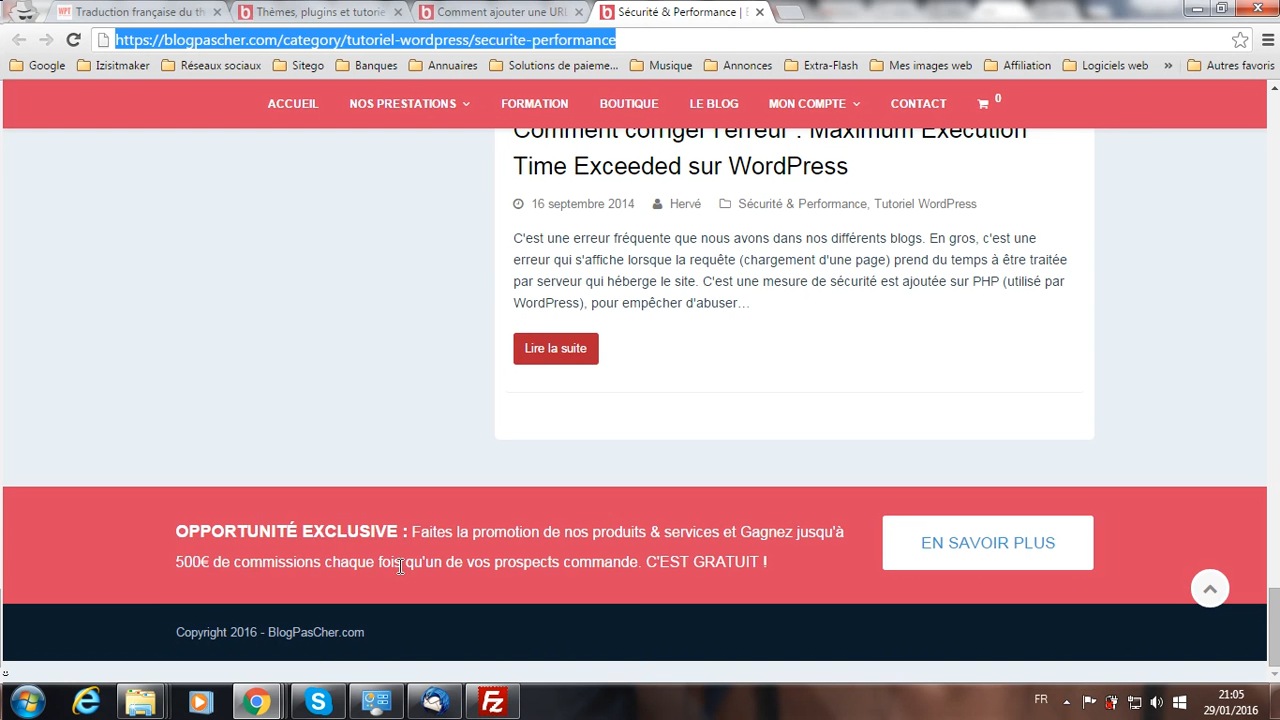 Traduction française du th
Thèmes, plugins et tutorie
Comment ajouter une URL
Sécurité & Performance |
https://blogpascher.com/category/tutoriel-wordpress/securite-performance
Google Izisitmaker Réseaux sociaux Sitego Banques Annuaires Solutions de paieme... Musique Annonces Extra-Flash Mes images web Affiliation Logiciels web » Autres favoris
ACCUEIL NOS PRESTATIONS FORMATION BOUTIQUE LE BLOG MON COMPTE CONTACT 0
Comment corriger l'erreur : Maximum Execution
Time Exceeded sur WordPress
16 septembre 2014 Hervé Sécurité & Performance, Tutoriel WordPress
C'est une erreur fréquente que nous avons dans nos différents blogs. En gros, c'est une
erreur qui s'affiche lorsque la requête (chargement d'une page) prend du temps à être traitée
par serveur qui héberge le site. C'est une mesure de sécurité est ajoutée sur PHP (utilisé par
WordPress), pour empêcher d'abuser…
Lire la suite
OPPORTUNITÉ EXCLUSIVE : Faites la promotion de nos produits & services et Gagnez jusqu'à
500€ de commissions chaque fois qu'un de vos prospects commande. C'EST GRATUIT !
EN SAVOIR PLUS
Copyright 2016 - BlogPasCher.com
FR
21:05
29/01/2016